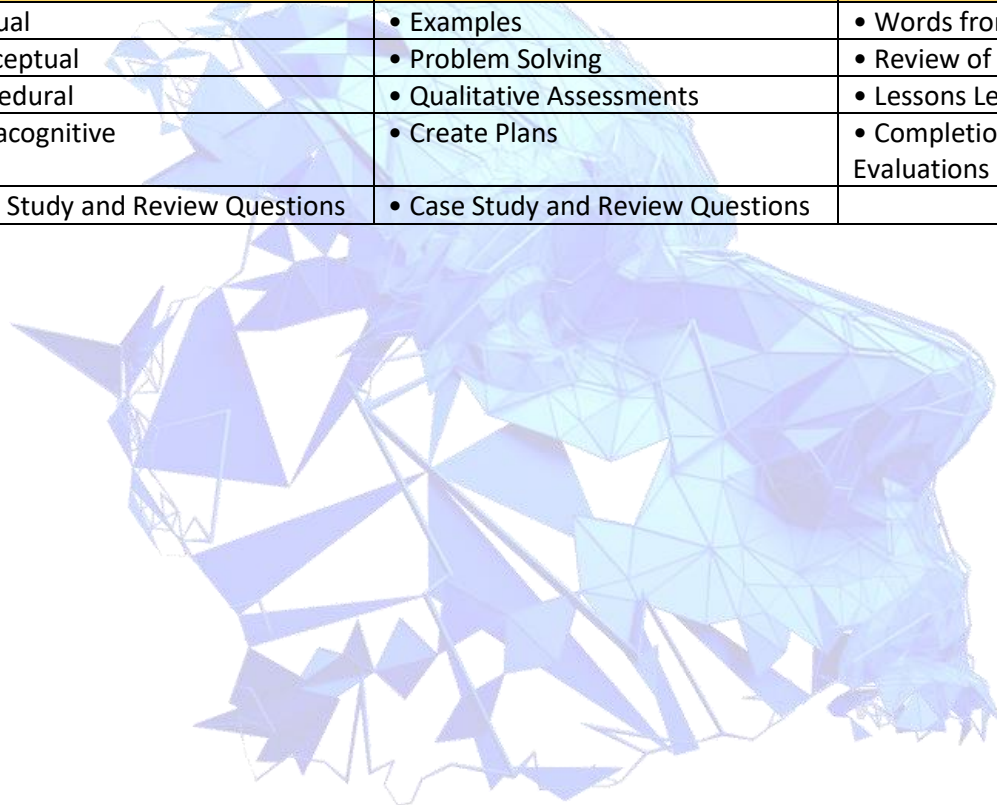 ual • Examples • Words from
ceptual • Problem Solving • Review of
edural • Qualitative Assessments • Lessons Le
acognitive • Create Plans • Completio
Evaluations
Study and Review Questions • Case Study and Review Questions